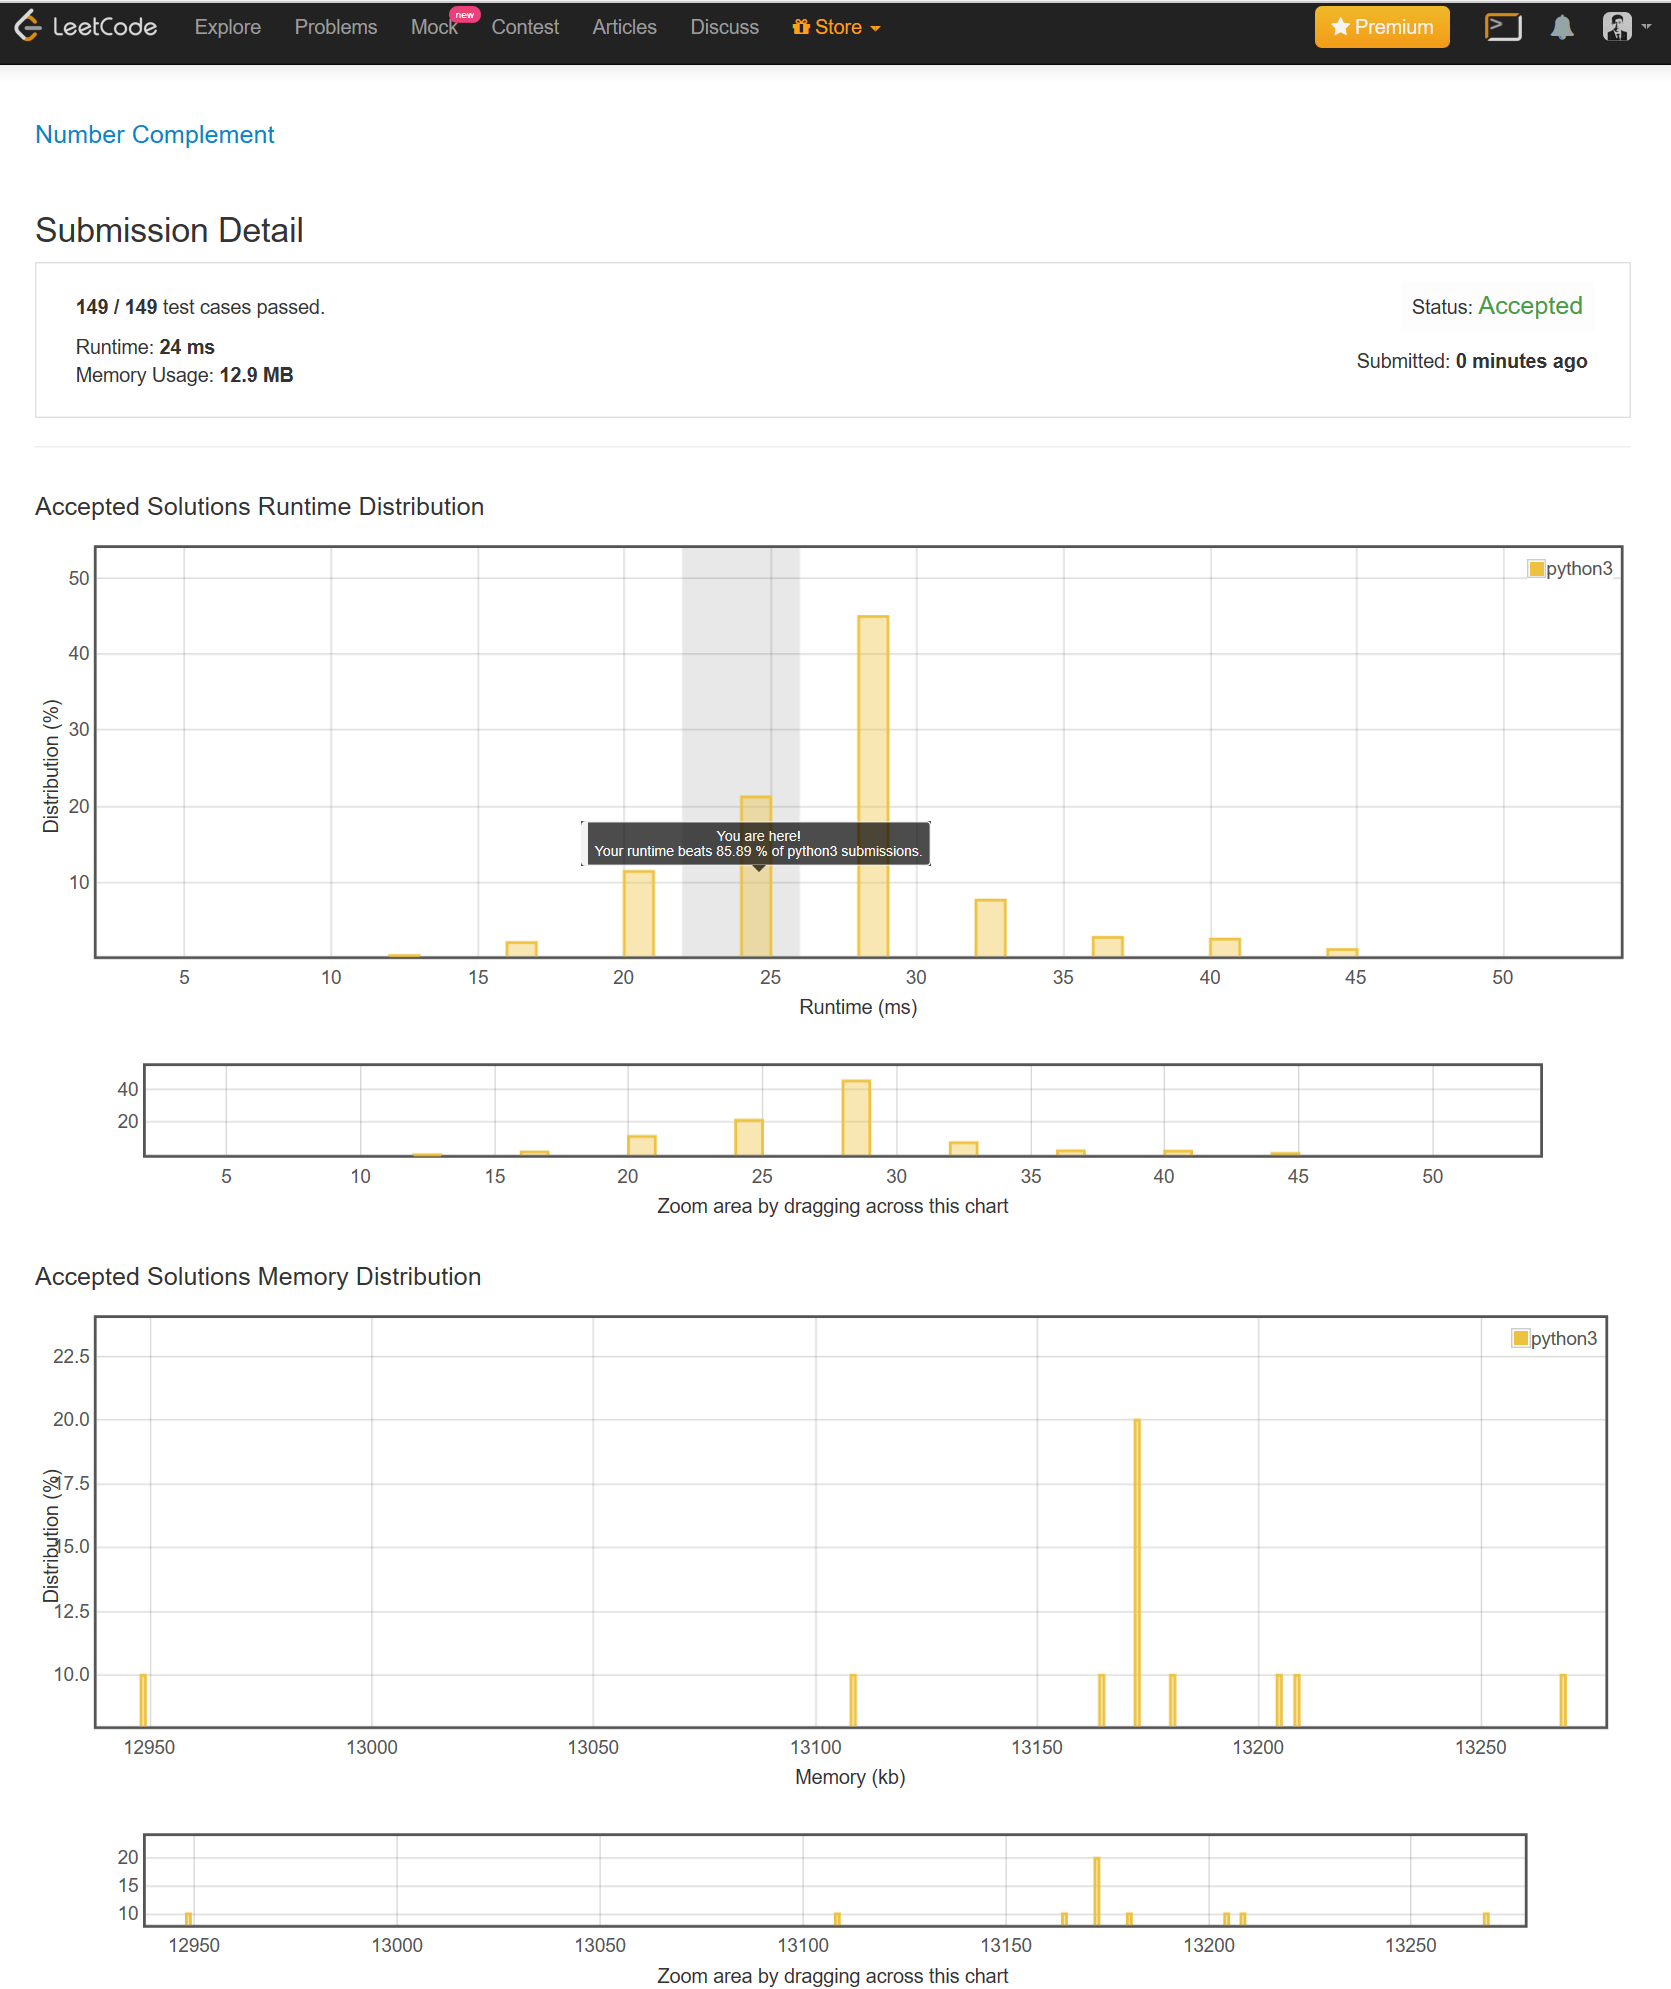 LeetCode Explore Problems Mock new Contest Articles Discuss Store Premium
Number Complement
Submission Detail
149 / 149 test cases passed.
Status: Accepted
Runtime: 24 ms
Submitted: 0 minutes ago
Memory Usage: 12.9 MB
Accepted Solutions Runtime Distribution
python3
50
40
30
20
10
Distribution (%)
You are here!
Your runtime beats 85.89 % of python3 submissions.
5 10 15 20 25 30 35 40 45 50
Runtime (ms)
40
20
5 10 15 20 25 30 35 40 45 50
Zoom area by dragging across this chart
Accepted Solutions Memory Distribution
python3
22.5
20.0
17.5
15.0
12.5
10.0
Distribution (%)
12950 13000 13050 13100 13150 13200 13250
Memory (kb)
20
15
10
12950 13000 13050 13100 13150 13200 13250
Zoom area by dragging across this chart